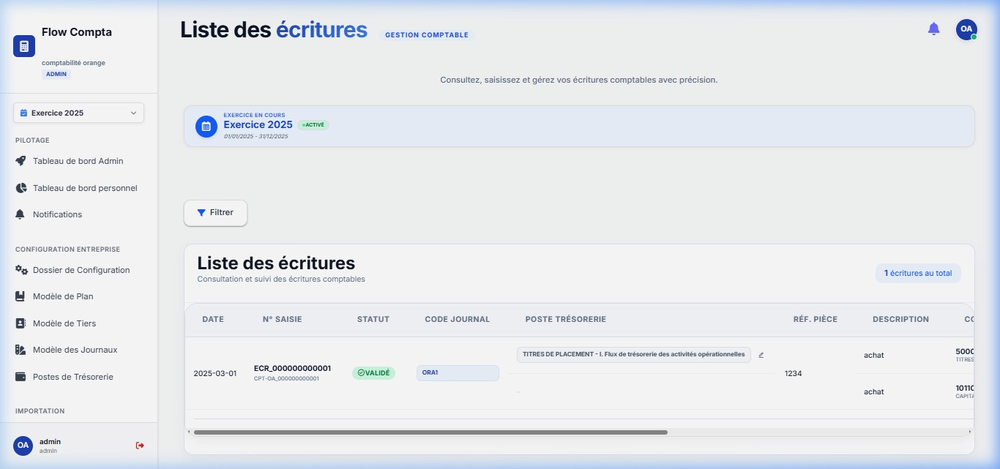 Flow Compta
comptabilité orange
ADMIN
Exercice 2025
PILOTAGE
Tableau de bord Admin
Tableau de bord personnel
Notifications
CONFIGURATION ENTREPRISE
Dossier de Configuration
Modèle de Plan
Modèle de Tiers
Modèle des Journaux
Postes de Trésorerie
IMPORTATION
OA
admin
admin
Liste des écritures
GESTION COMPTABLE
OA
Consultez, saisissez et gérez vos écritures comptables avec précision.
EXERCICE EN COURS
Exercice 2025
ACTIVÉ
01/01/2025 - 31/12/2025
Filtrer
Liste des écritures
Consultation et suivi des écritures comptables
1 écritures au total
DATE N° SAISIE STATUT CODE JOURNAL POSTE TRÉSORERIE RÉF. PIÈCE DESCRIPTION CO
2025-03-01
ECR_000000000001
CPT-OA_000000000001
VALIDÉ
ORA1
TITRES DE PLACEMENT - I. Flux de trésorerie des activités opérationnelles
-
1234
achat
5000
TITRES
achat
10110
CAPITA